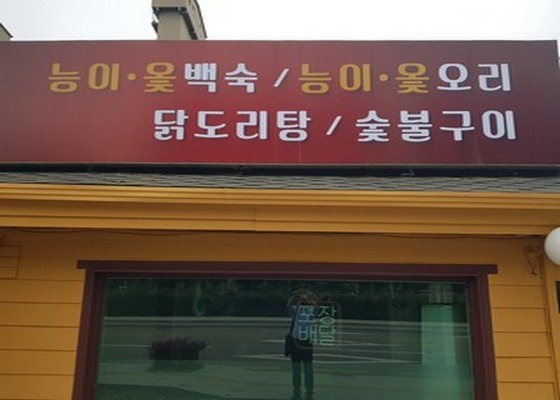 능이·옻백숙 / 능이·옻오리
닭도리탕 / 숯불구이
포장
배달